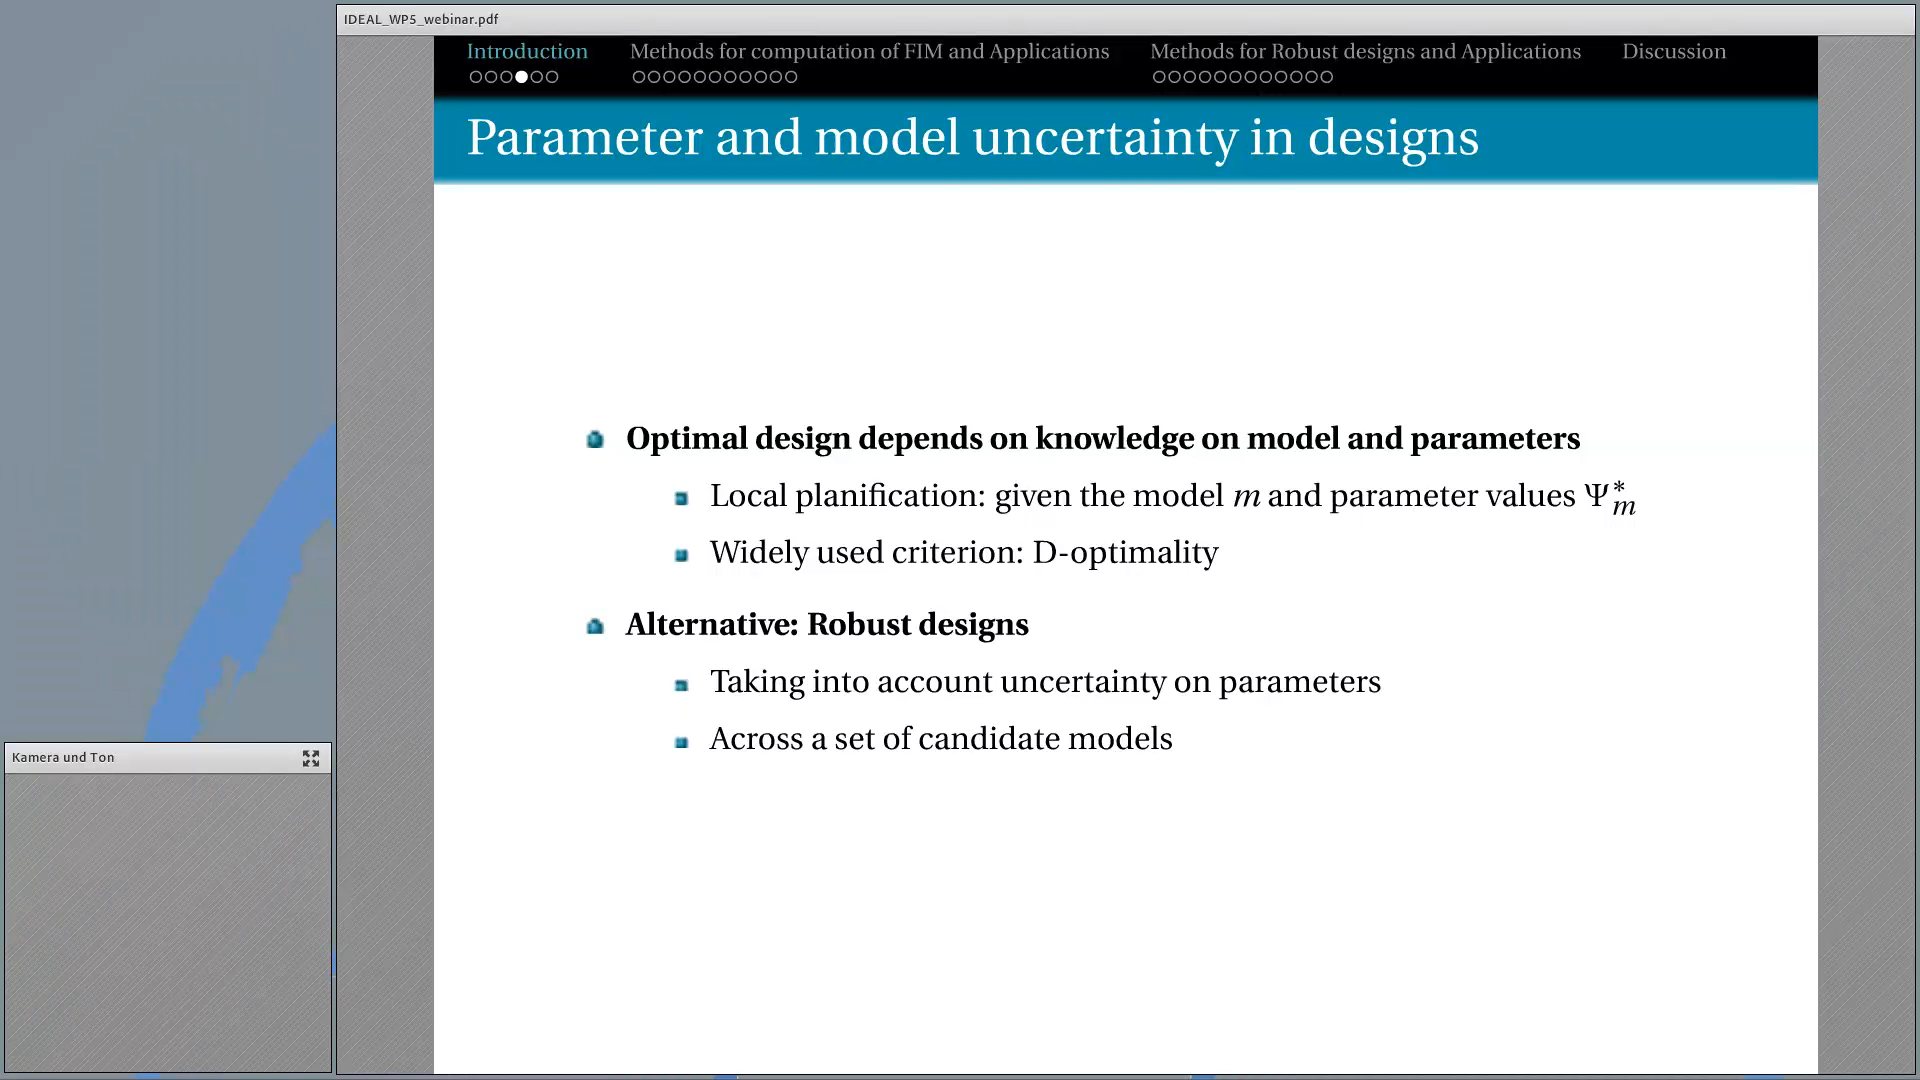 IDEAL_WP5_webinar.pdf
Introduction Methods for computation of FIM and Applications Methods for Robust designs and Applications Discussion
Parameter and model uncertainty in designs
Optimal design depends on knowledge on model and parameters
Local planification: given the model m and parameter values Ψ*m
Widely used criterion: D-optimality
Alternative: Robust designs
Taking into account uncertainty on parameters
Across a set of candidate models
Kamera und Ton